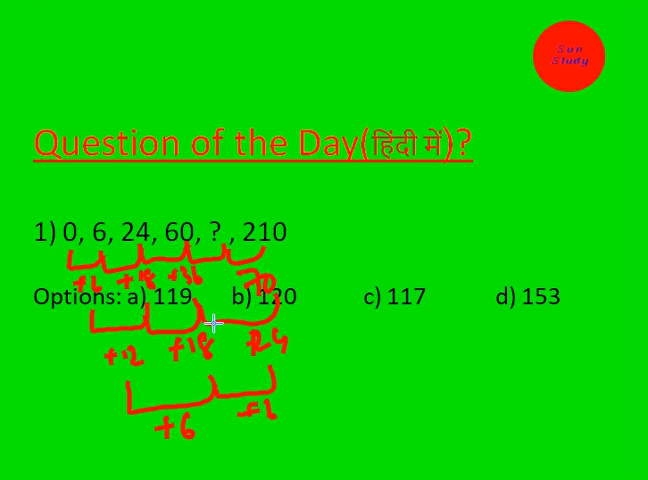 Sun
Study
Question of the Day(हिंदी में)?
1) 0, 6, 24, 60, ? , 210
+6 +18 +36
Options: a) 119 b) 120 c) 117 d) 153
+12 +18 24
+6 +6